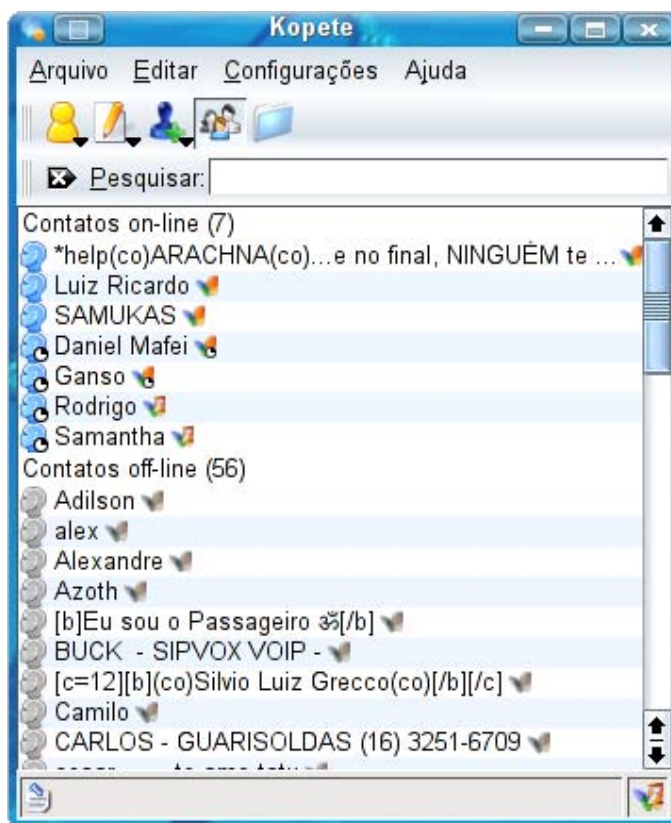 Kopete
Arquivo Editar Configurações Ajuda
Pesquisar:
Contatos on-line (7)
*help(co)ARACHNA(co)...e no final, NINGUÉM te ...
Luiz Ricardo
SAMUKAS
Daniel Mafei
Ganso
Rodrigo
Samantha
Contatos off-line (56)
Adilson
alex
Alexandre
Azoth
[b]Eu sou o Passageiro ॐ[/b]
BUCK - SIPVOX VOIP -
[c=12][b](co)Silvio Luiz Grecco(co)[/b][/c]
Camilo
CARLOS - GUARISOLDAS (16) 3251-6709